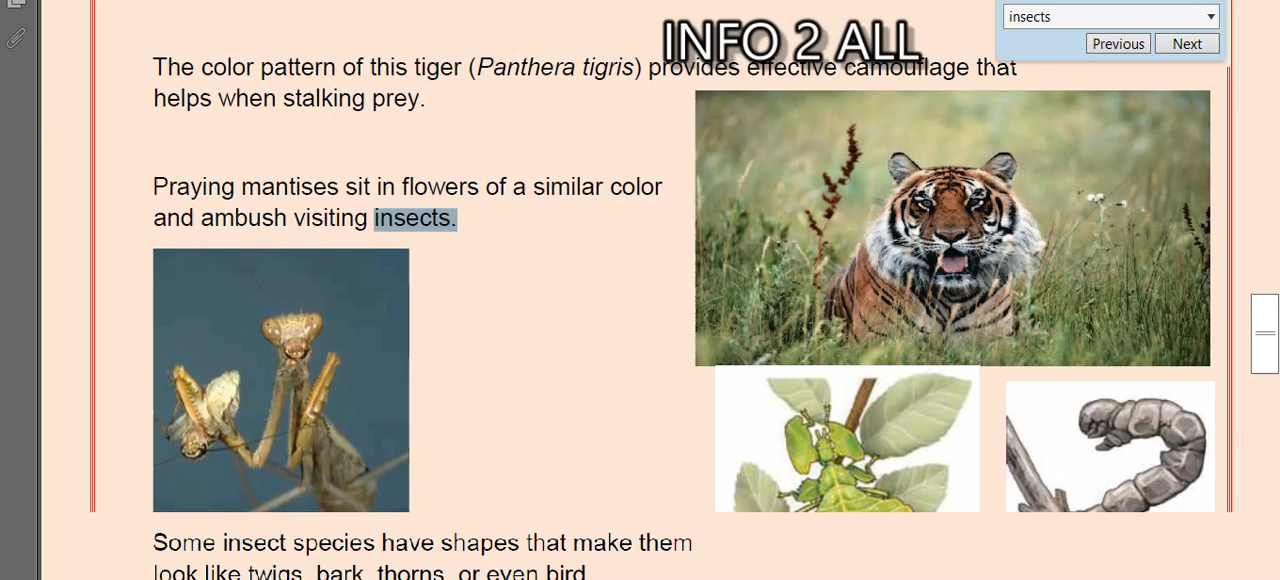 insects
Previous Next
INFO 2 ALL
The color pattern of this tiger (Panthera tigris) provides effective camouflage that
helps when stalking prey.
Praying mantises sit in flowers of a similar color
and ambush visiting insects.
Some insect species have shapes that make them
look like twigs, bark, thorns, or even bird